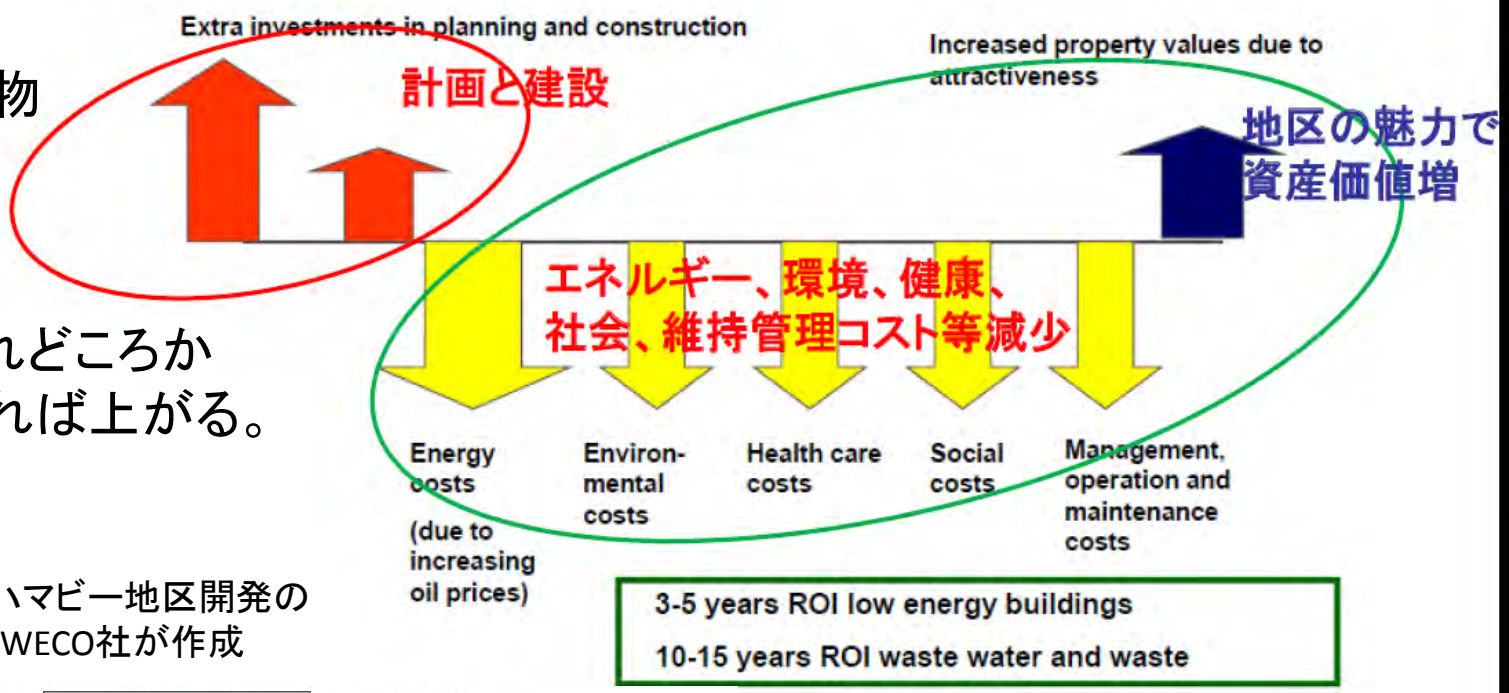 Extra investments in planning and construction
計画と建設
Increased property values due to
attractiveness
地区の魅力で
資産価値増
物
エネルギー、環境、健康、
社会、維持管理コスト等減少
れどころか
れば上がる。
Energy
costs
(due to
increasing
oil prices)
Environ-
mental
costs
Health care
costs
Social
costs
Management,
operation and
maintenance
costs
ハマビー地区開発の
WECO社が作成
3-5 years ROI low energy buildings
10-15 years ROI waste water and waste